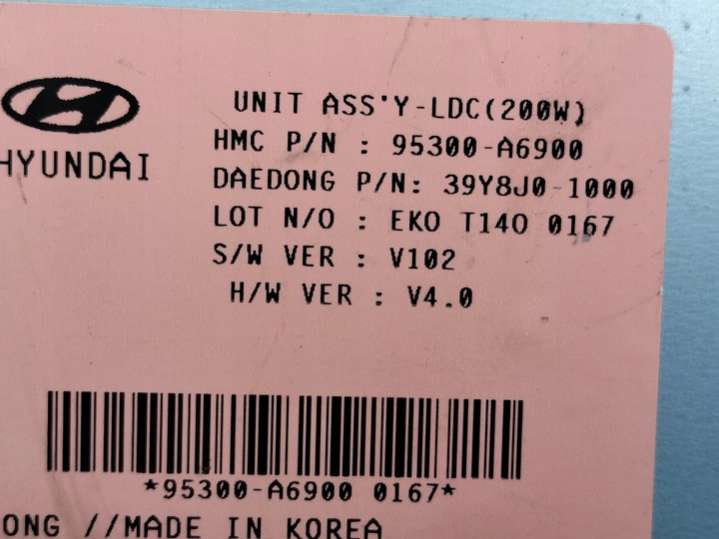 UNIT ASS'Y-LDC(200W)
HYUNDAI
HMC P/N : 95300-A6900
DAEDONG P/N: 39Y8J0-1000
LOT N/O : EKO T140 0167
S/W VER : V102
H/W VER : V4.0
*95300-A6900 0167*
ONG //MADE IN KOREA